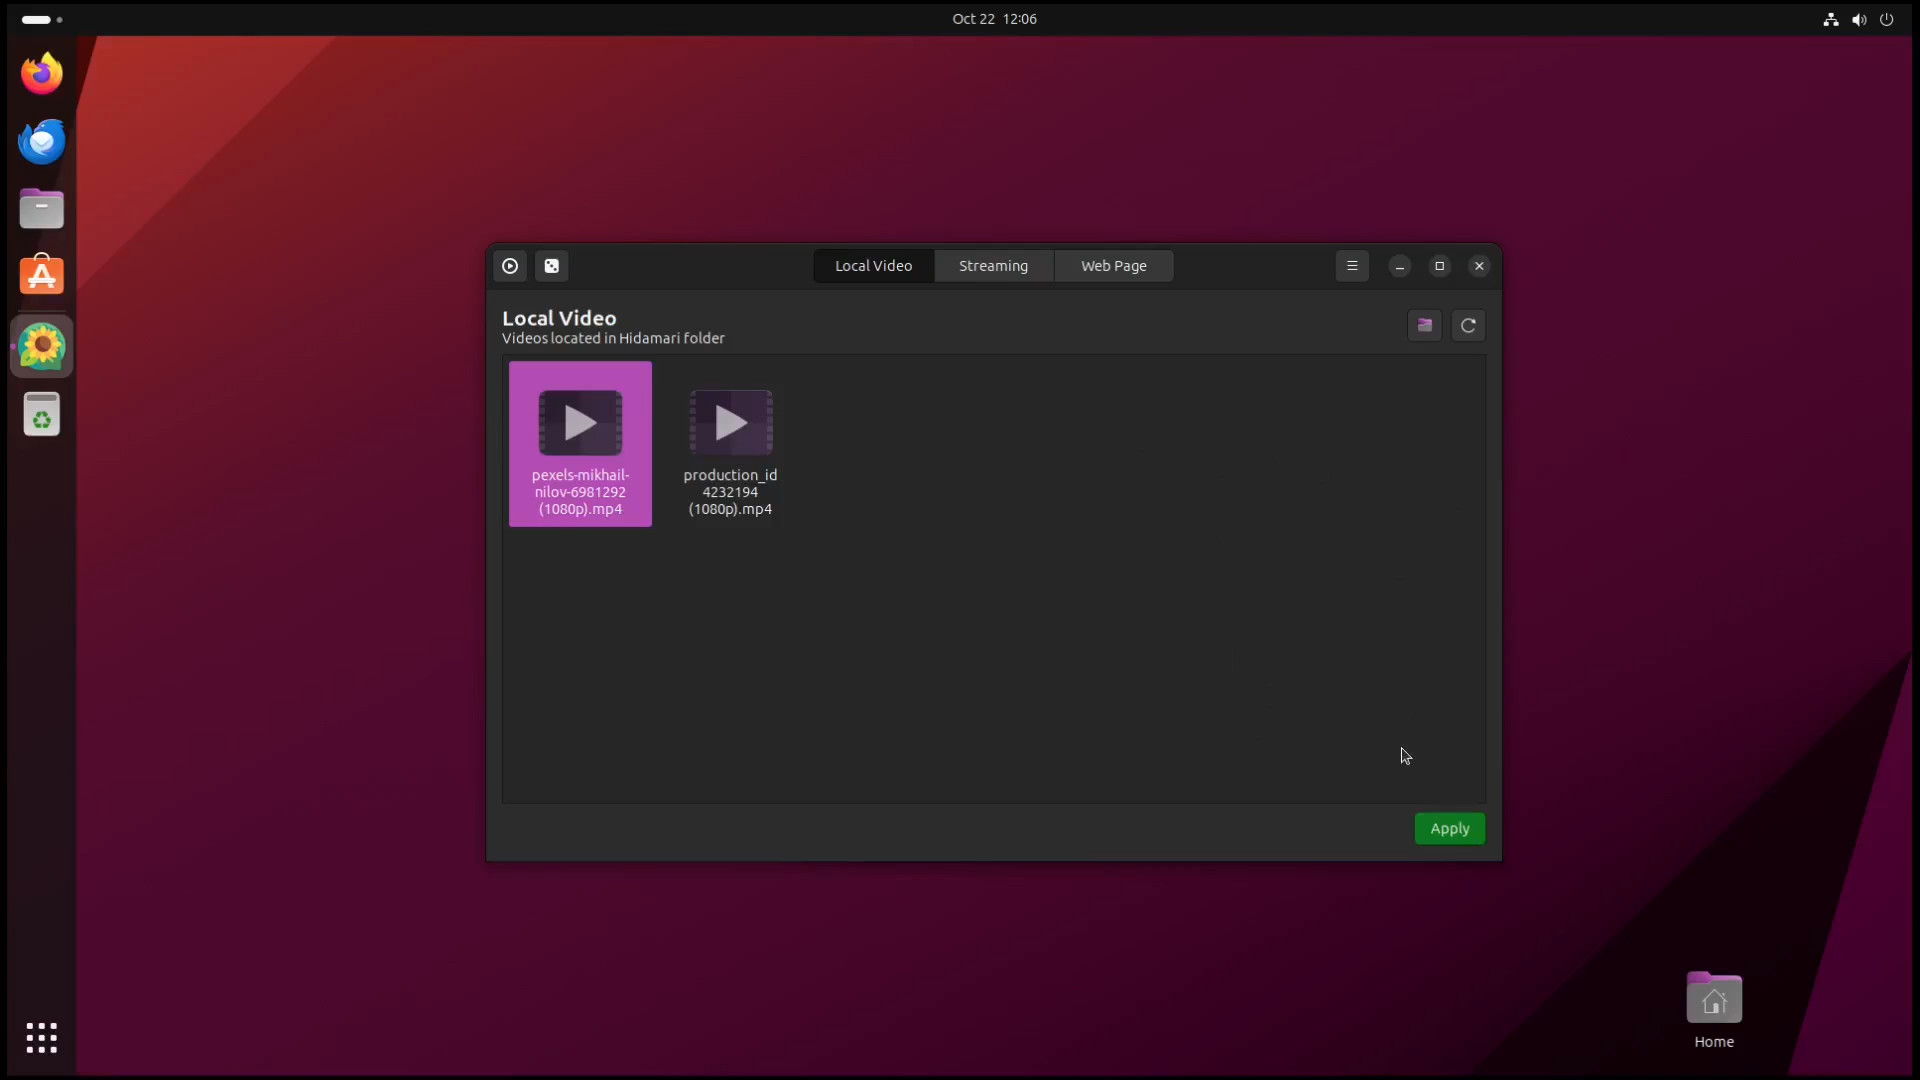 Oct 22 12:06
Local Video
Streaming
Web Page
Local Video
Videos located in Hidamari folder
pexels-mikhail-
nilov-6981292
(1080p).mp4
production_id
4232194
(1080p).mp4
Apply
Home